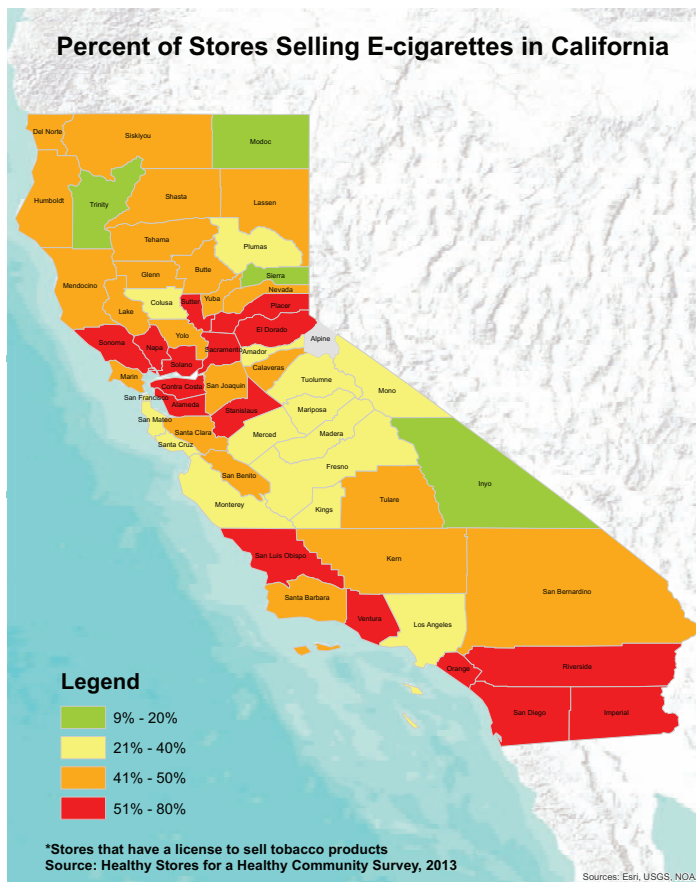 Percent of Stores Selling E-cigarettes in California
Del Norte
Siskiyou
Modoc
Humboldt
Trinity
Shasta
Lassen
Tehama
Plumas
Mendocino
Glenn
Butte
Sierra
Nevada
Colusa
Sutter
Yuba
Placer
Lake
El Dorado
Sonoma
Napa
Yolo
Sacramento
Alpine
Solano
Amador
Marin
Contra Costa
San Joaquin
Calaveras
Tuolumne
Mono
San Francisco
Alameda
Stanislaus
Mariposa
San Mateo
Santa Clara
Merced
Madera
Santa Cruz
Fresno
San Benito
Inyo
Monterey
Kings
Tulare
San Luis Obispo
Kern
San Bernardino
Santa Barbara
Ventura
Los Angeles
Orange
Riverside
San Diego
Imperial
Legend
9% - 20%
21% - 40%
41% - 50%
51% - 80%
*Stores that have a license to sell tobacco products
Source: Healthy Stores for a Healthy Community Survey, 2013
Sources: Esri, USGS, NOA